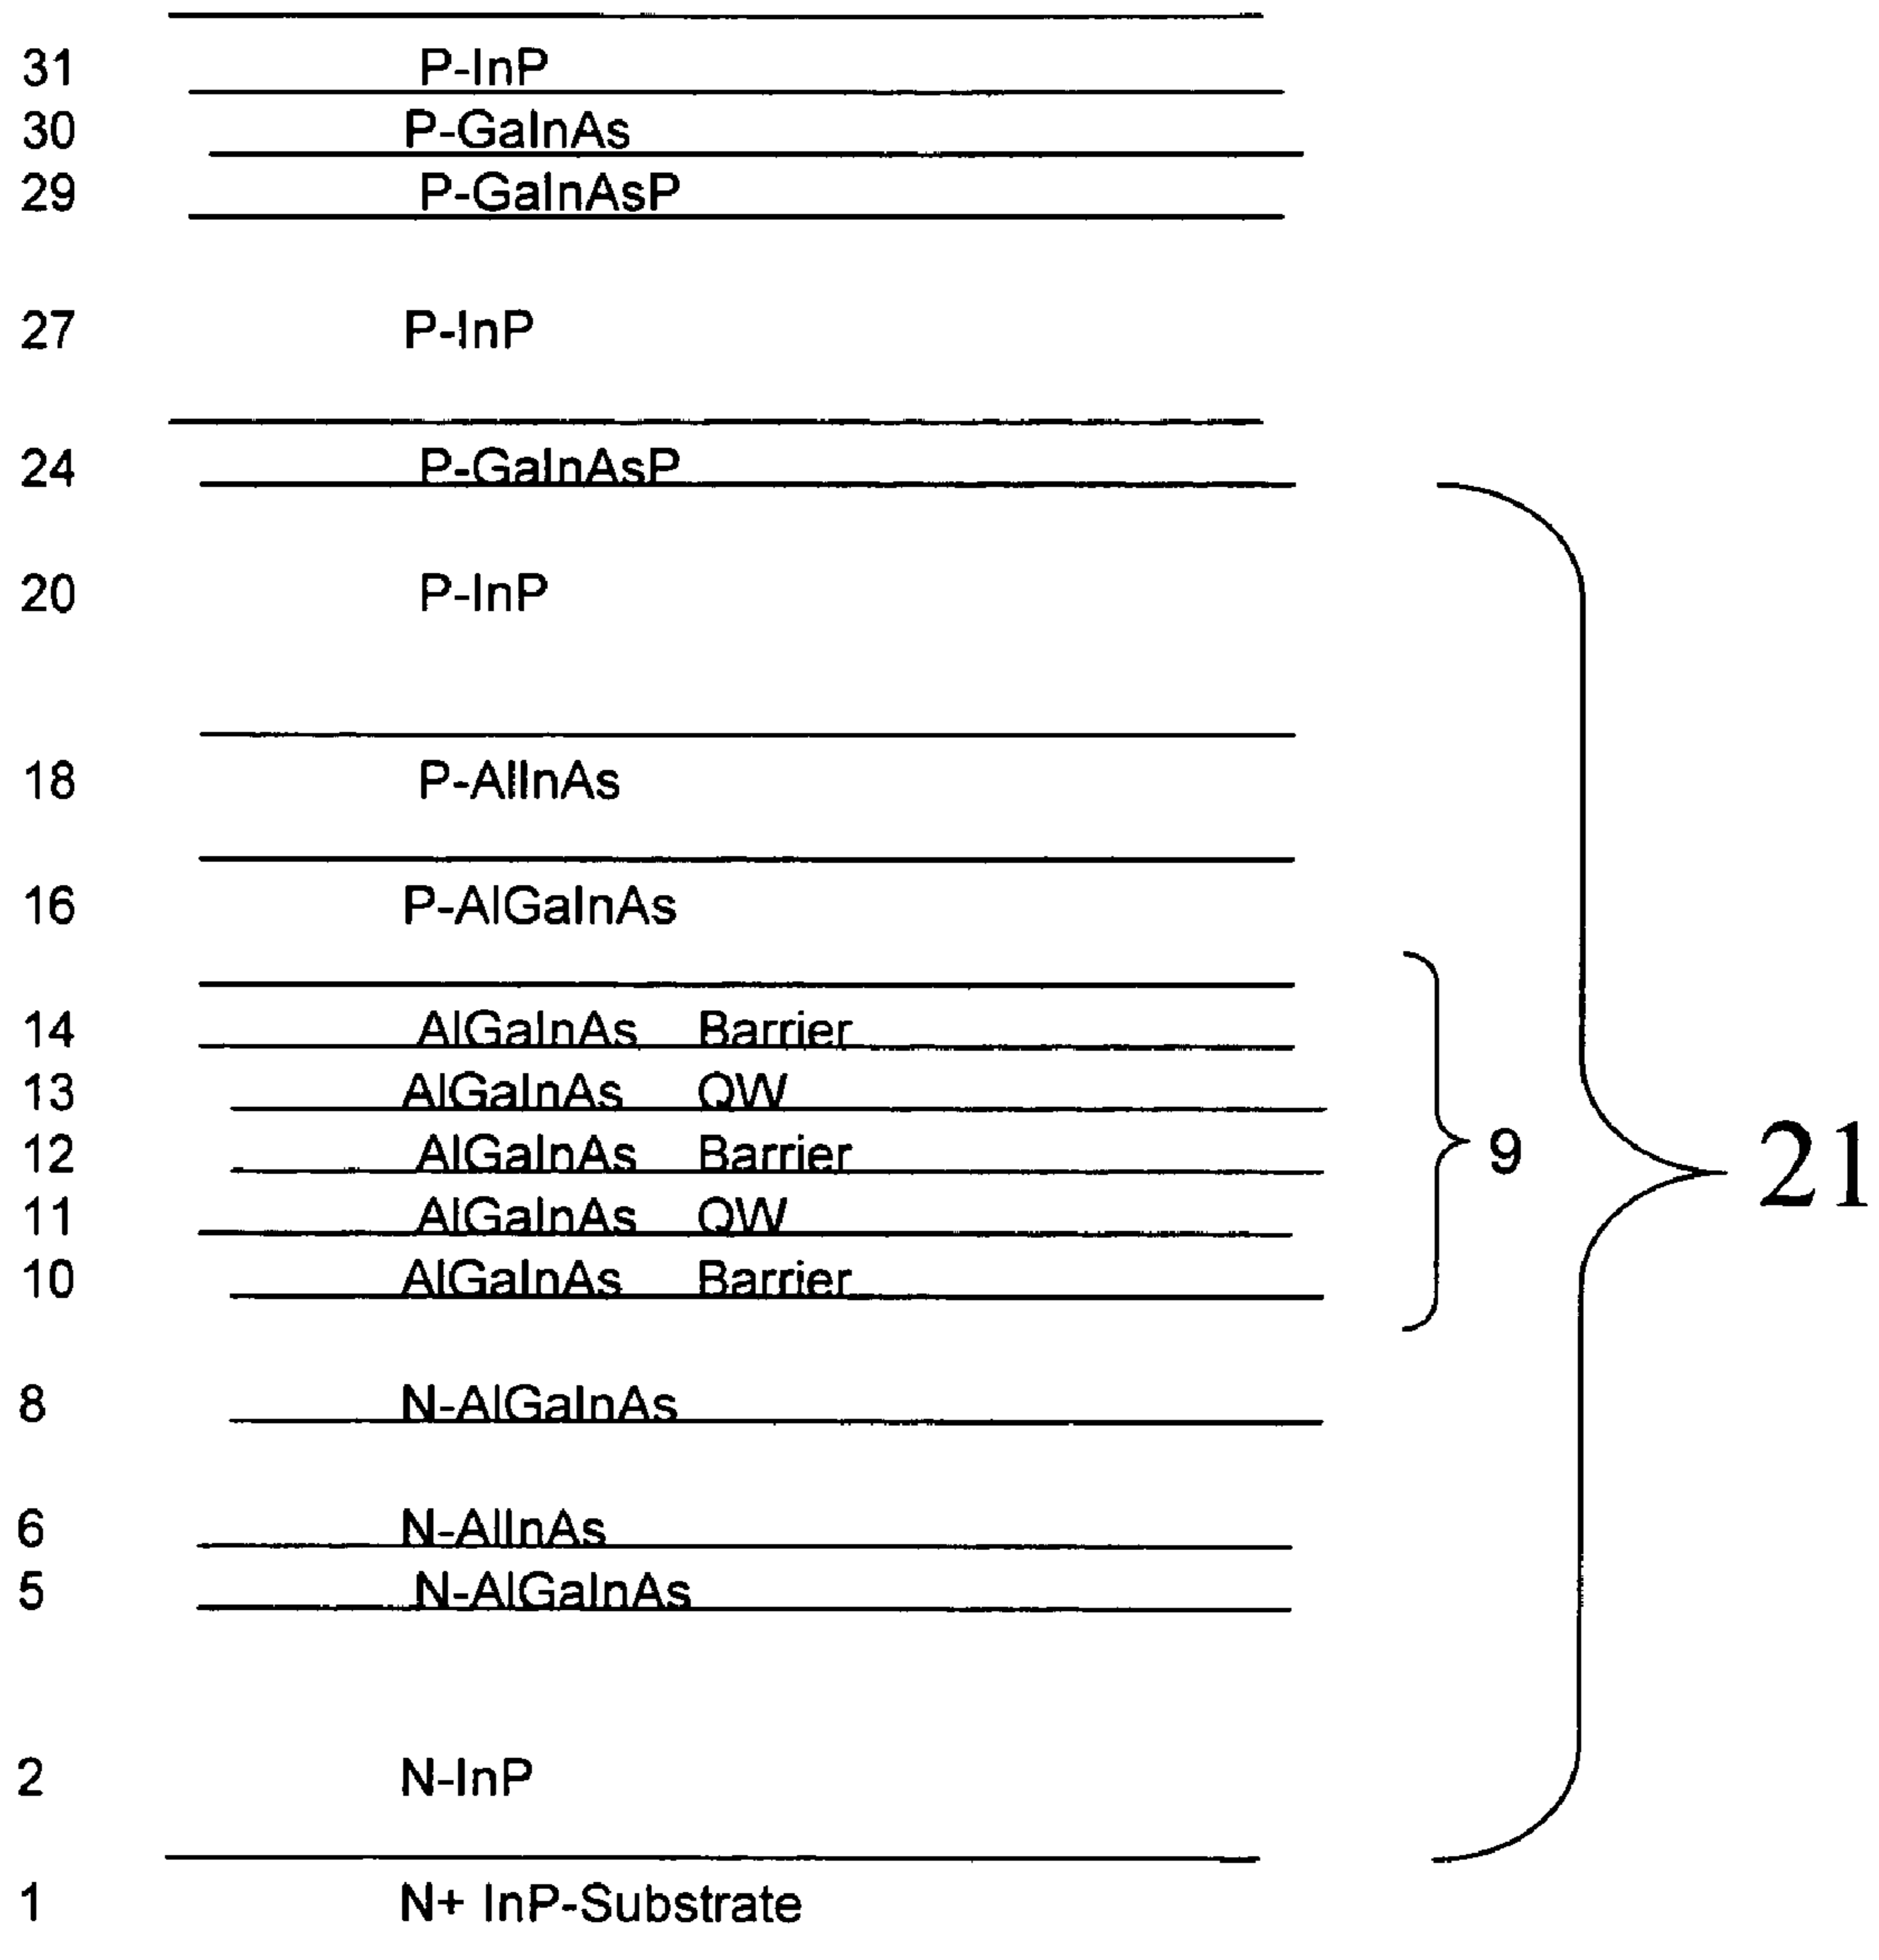 31 P-InP
30 P-GaInAs
29 P-GaInAsP
27 P-InP
24 P-GaInAsP
20 P-InP
18 P-AlInAs
16 P-AlGaInAs
14 AlGaInAs Barrier
13 AlGaInAs QW
12 AlGaInAs Barrier
9
21
11 AlGaInAs QW
10 AlGaInAs Barrier
8 N-AlGaInAs
6 N-AlInAs
5 N-AlGaInAs
2 N-InP
1 N+ InP-Substrate